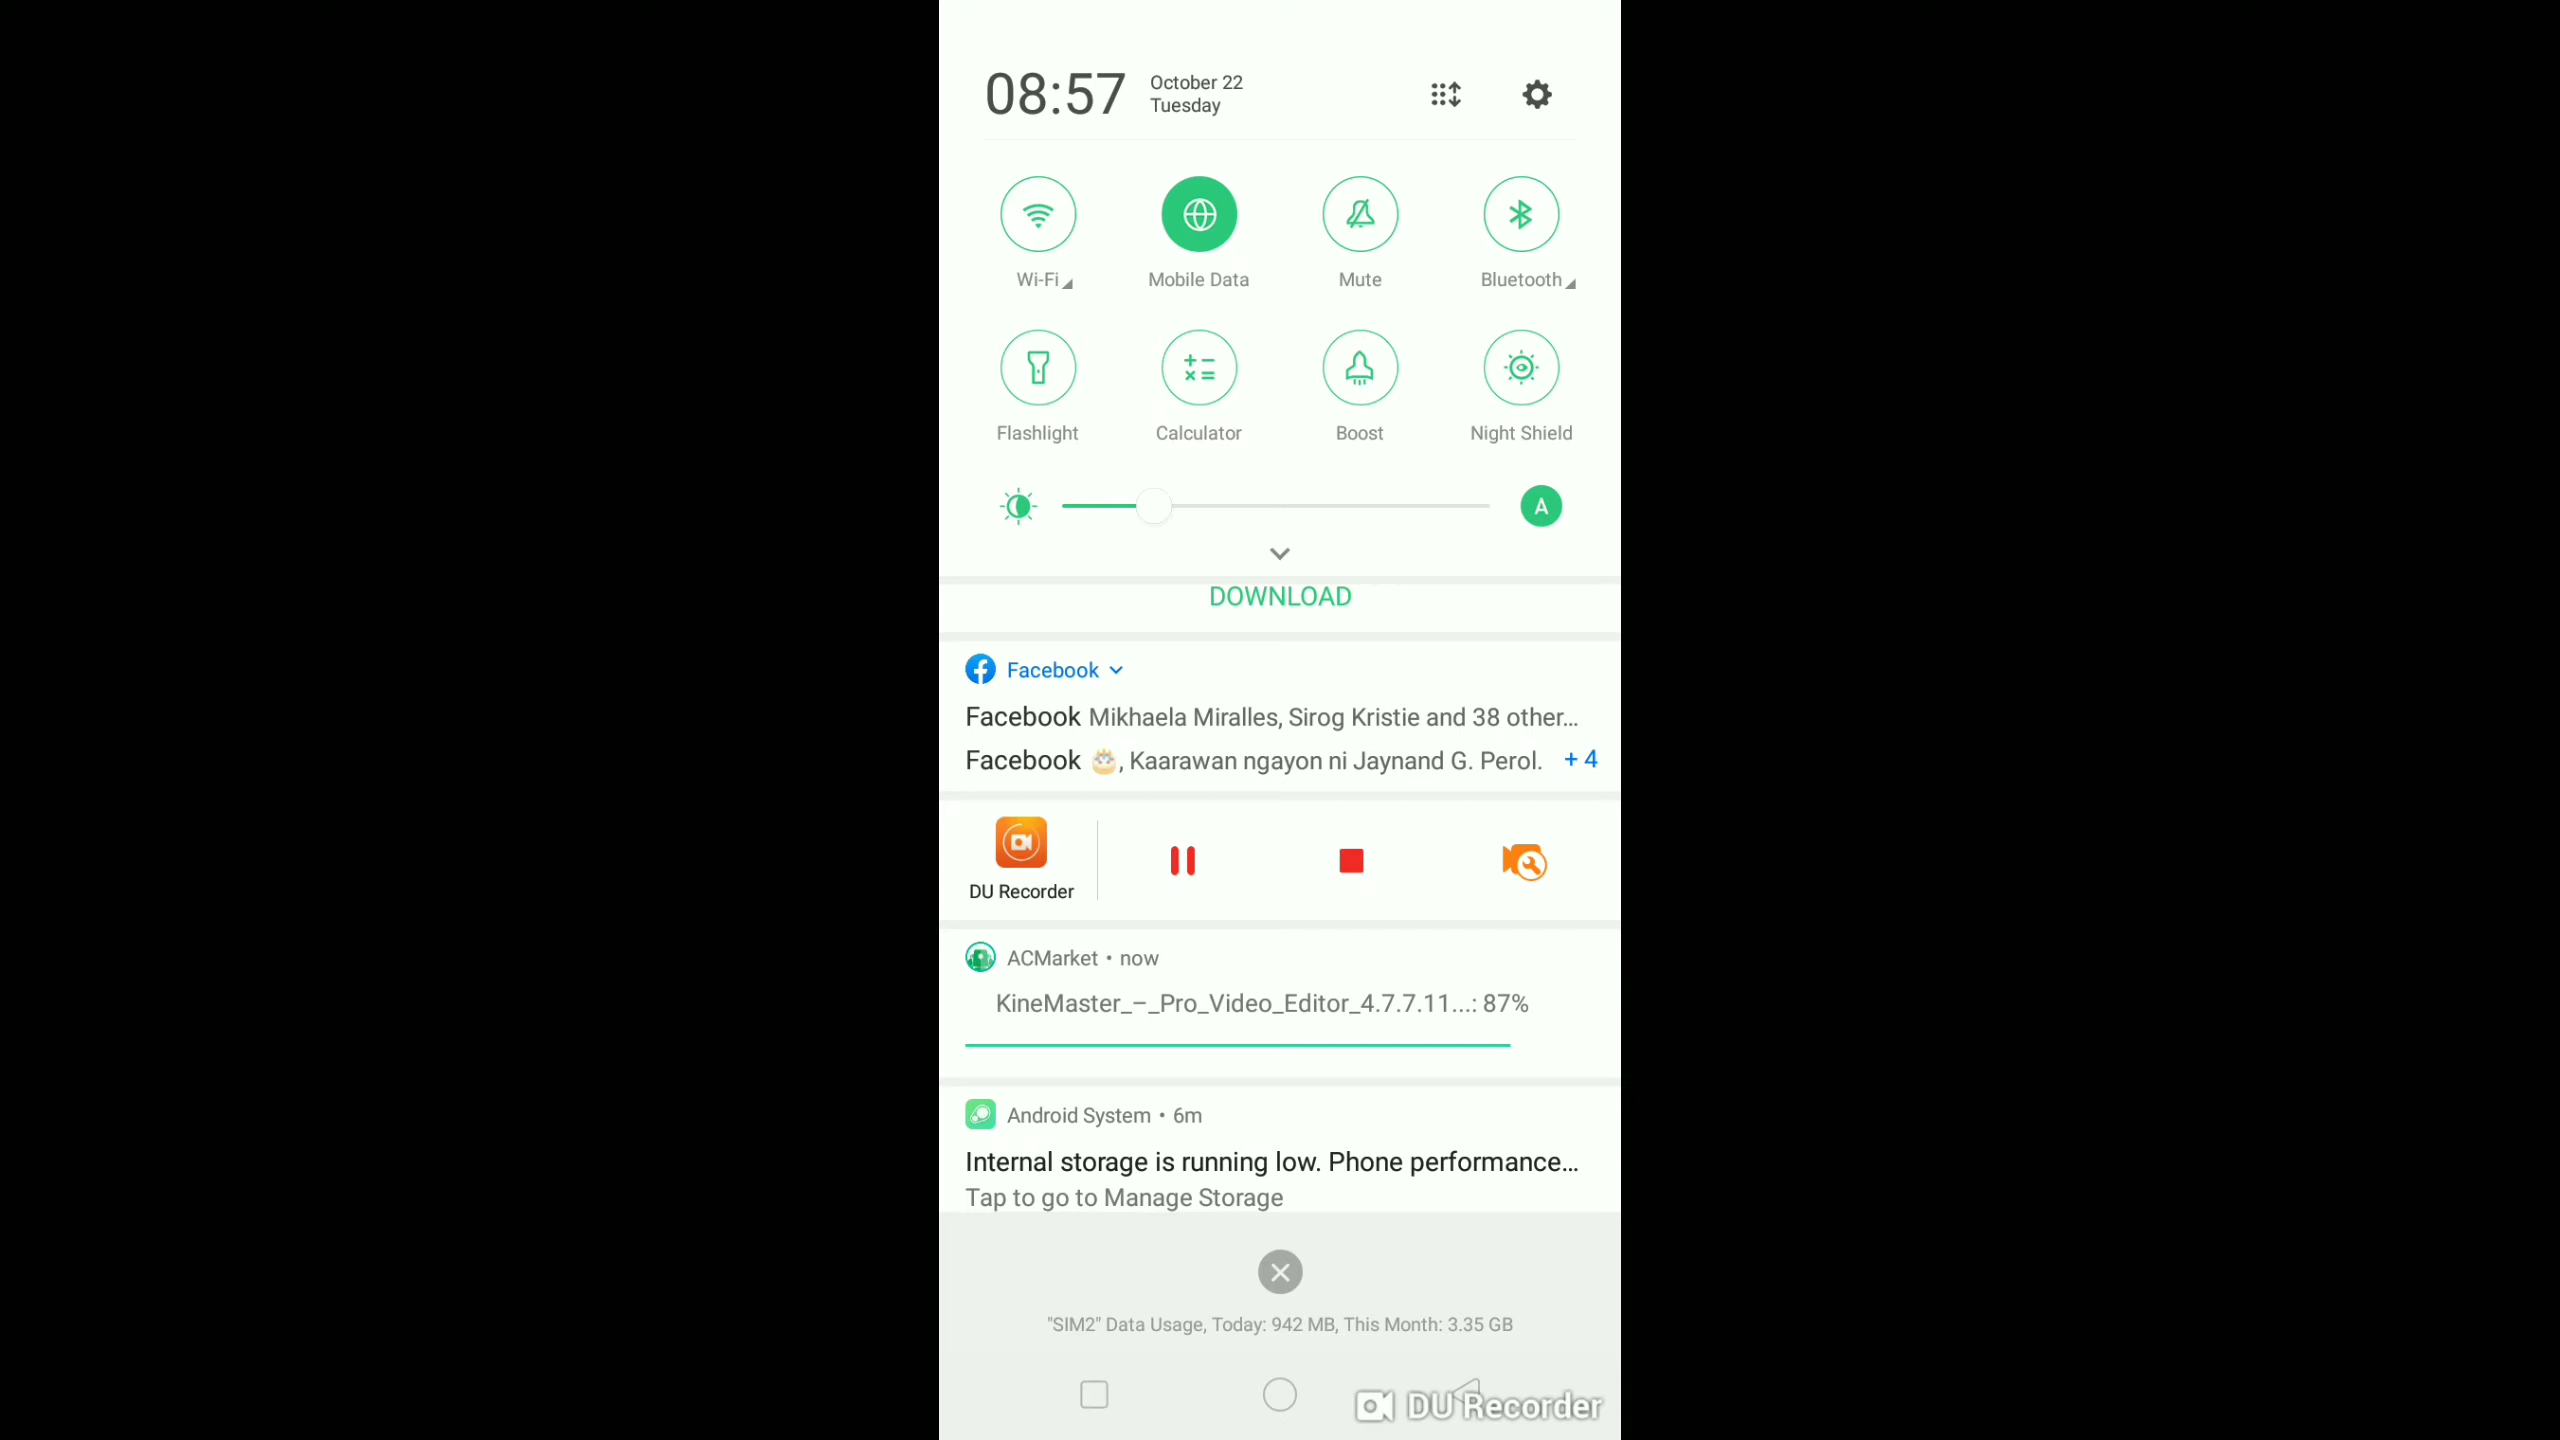 08:57
October 22
Tuesday
Wi-Fi
Mobile Data
Mute
Bluetooth
Flashlight
Calculator
Boost
Night Shield
A
DOWNLOAD
Facebook
Facebook Mikhaela Miralles, Sirog Kristie and 38 other...
Facebook 🎂, Kaarawan ngayon ni Jaynand G. Perol. + 4
DU Recorder
ACMarket • now
KineMaster_–_Pro_Video_Editor_4.7.7.11...: 87%
Android System • 6m
Internal storage is running low. Phone performance...
Tap to go to Manage Storage
"SIM2" Data Usage, Today: 942 MB, This Month: 3.35 GB
DU Recorder